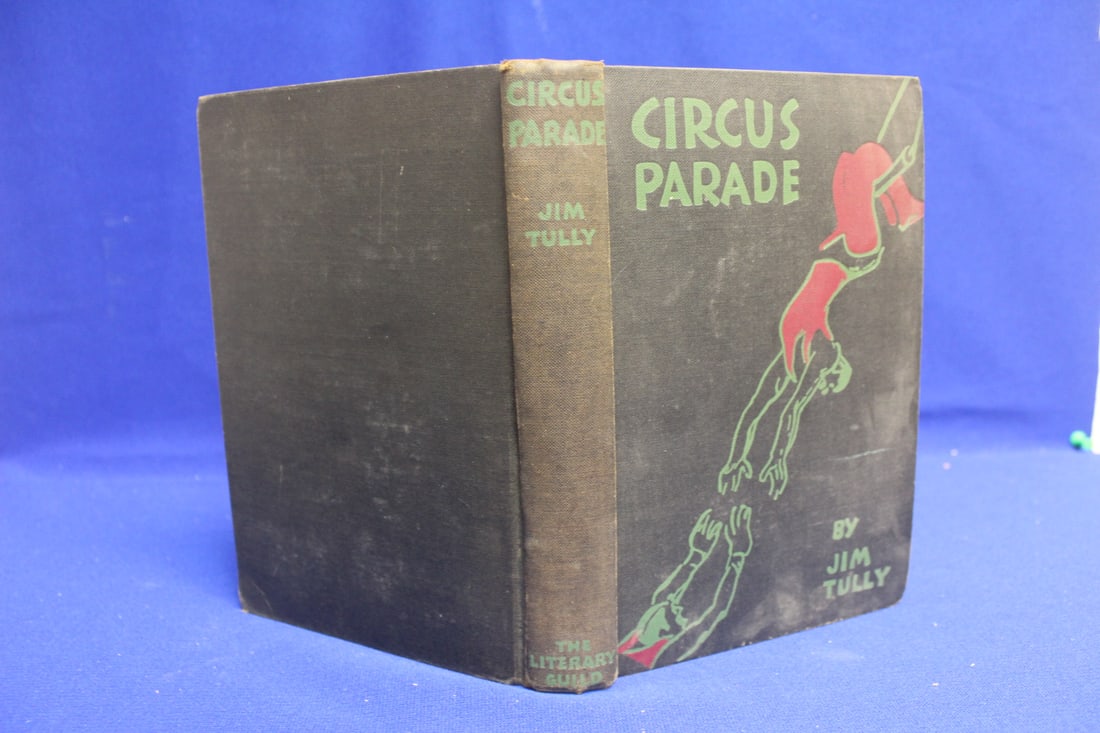 CIRCUS
PARADE
JIM
TULLY
THE
LITERARY
GUILD
CIRCUS
PARADE
BY
JIM
TULLY